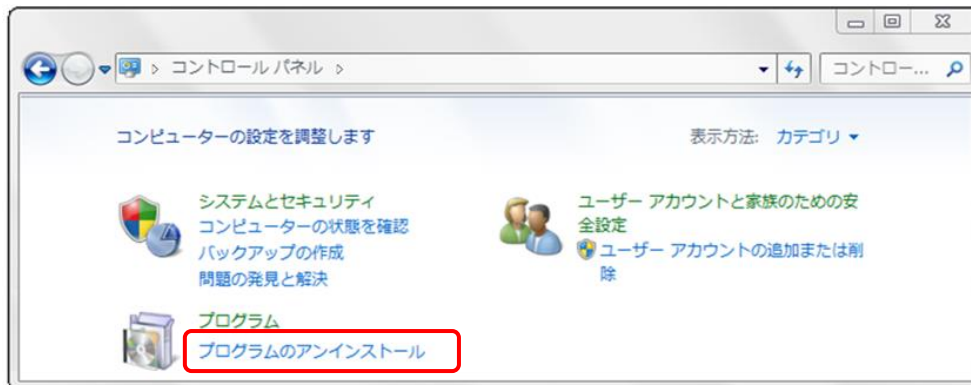 コントロール パネル
コントロー...
コンピューターの設定を調整します
表示方法: カテゴリ
システムとセキュリティ
コンピューターの状態を確認
バックアップの作成
問題の発見と解決
プログラム
プログラムのアンインストール
ユーザー アカウントと家族のための安
全設定
ユーザー アカウントの追加または削
除